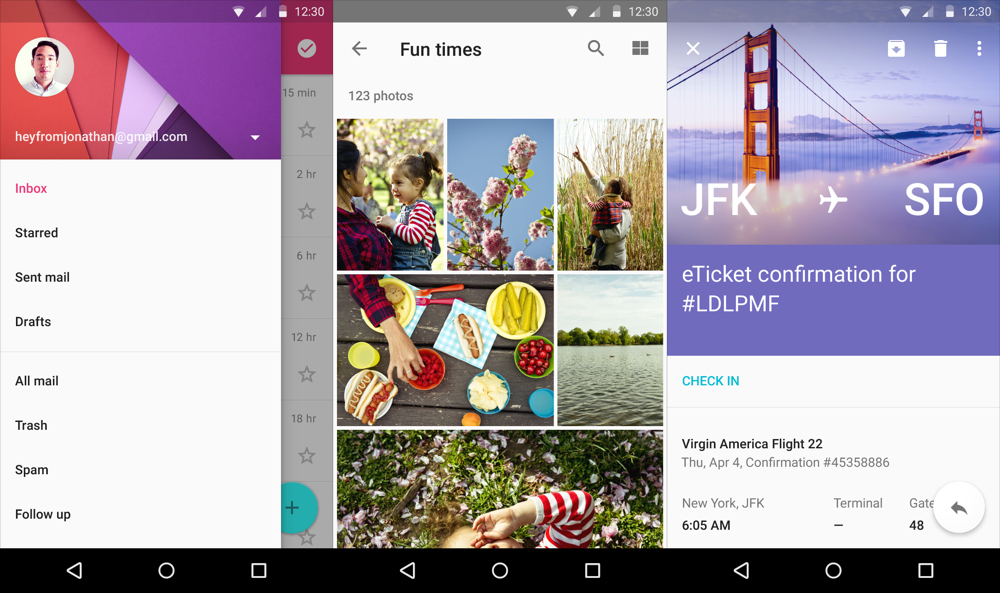 12:30
heyfromjonathan@gmail.com
Inbox
Starred
Sent mail
Drafts
All mail
Trash
Spam
Follow up
15 min
2 hr
6 hr
12 hr
18 hr
12:30
Fun times
123 photos
12:30
JFK SFO
eTicket confirmation for
#LDLPMF
CHECK IN
Virgin America Flight 22
Thu, Apr 4, Confirmation #45358886
New York, JFK Terminal Gate
6:05 AM – 48